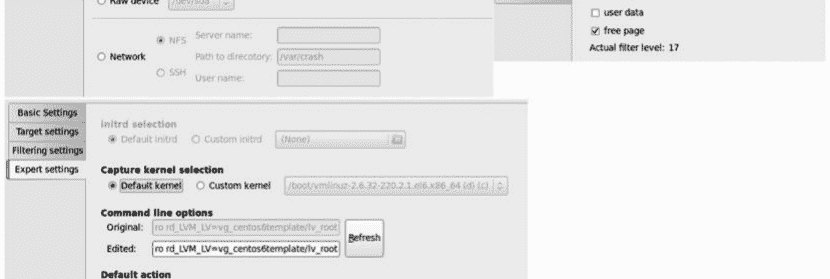 Raw device /dev/sda
Network
NFS
SSH
Server name:
Path to direcotory: /var/crash
User name:
user data
free page
Actual filter level: 17
Basic Settings
Target settings
Filtering settings
Expert settings
Initrd selection
Default initrd Custom initrd (None)
Capture kernel selection
Default kernel Custom kernel /boot/vmlinuz-2.6.32-220.2.1.el6.x86_64 (d) (c)
Command line options
Original: ro rd_LVM_LV=vg_centos6template/lv_root
Edited: ro rd_LVM_LV=vg_centos6template/lv_root
Refresh
Default action